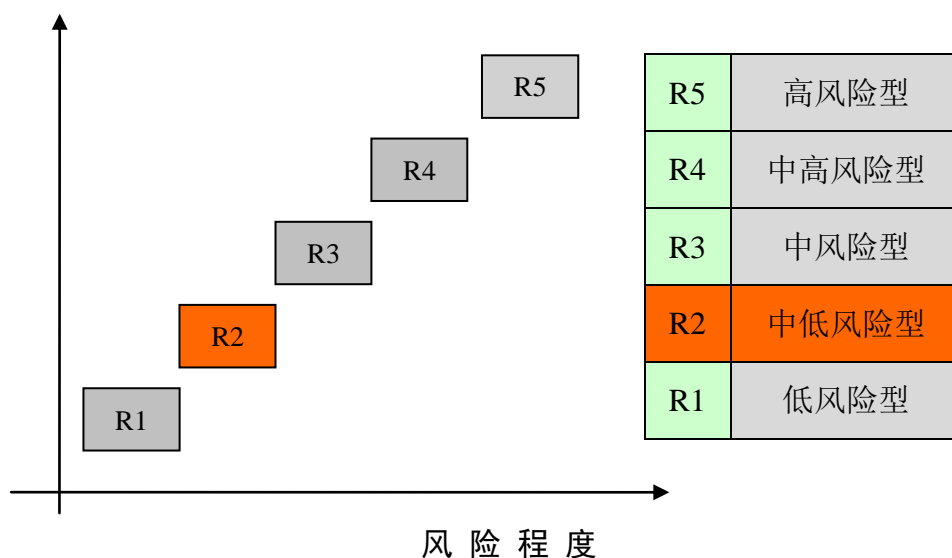 R5
R4
R3
R2
R1
R5 高风险型
R4 中高风险型
R3 中风险型
R2 中低风险型
R1 低风险型
风险程度